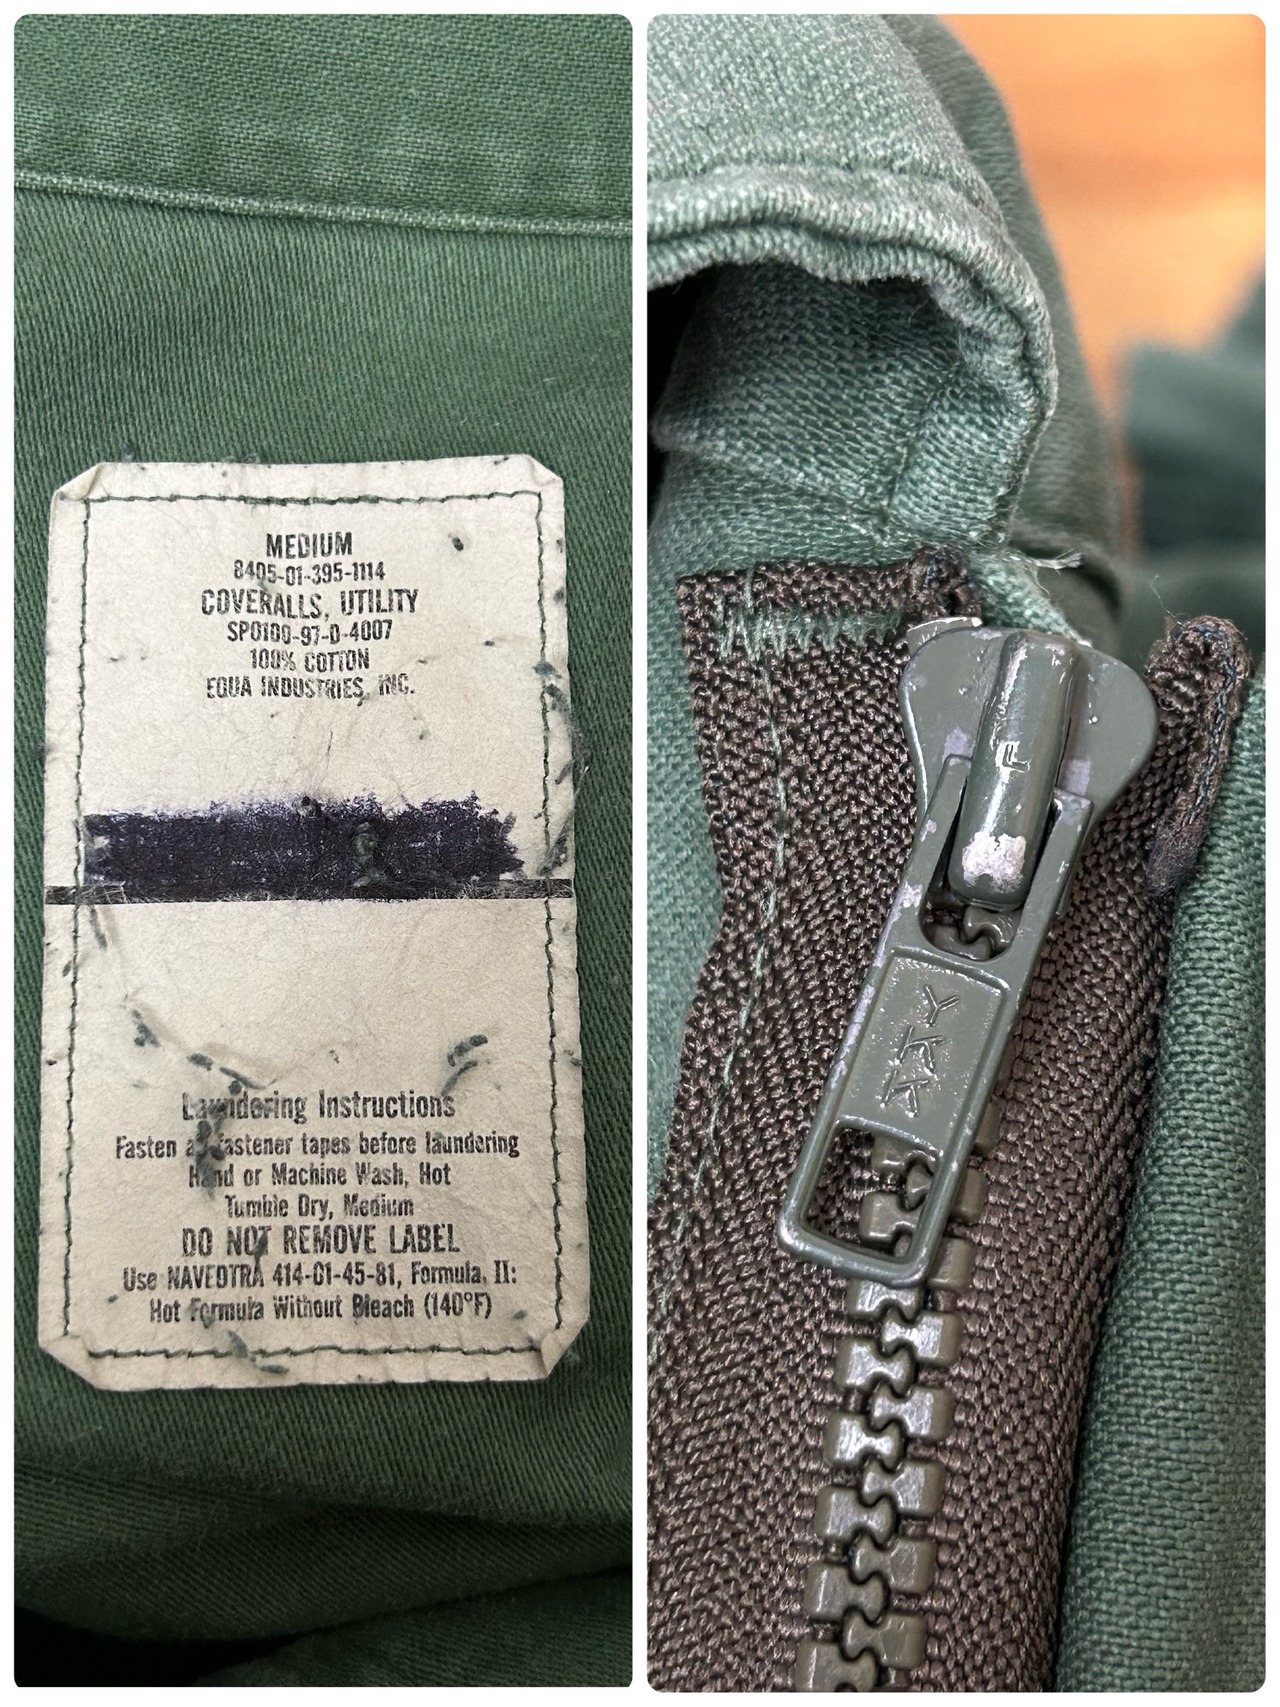 MEDIUM
8405-01-395-1114
COVERALLS, UTILITY
SPO100-97-D-4007
100% COTTON
EQUA INDUSTRIES, INC.
Laundering Instructions
Fasten all fastener tapes before laundering
Hand or Machine Wash, Hot
Tumble Dry, Medium
DO NOT REMOVE LABEL
Use NAVEDTRA 414-01-45-81, Formula II:
Hot Formula Without Bleach (140°F)
F
YKK